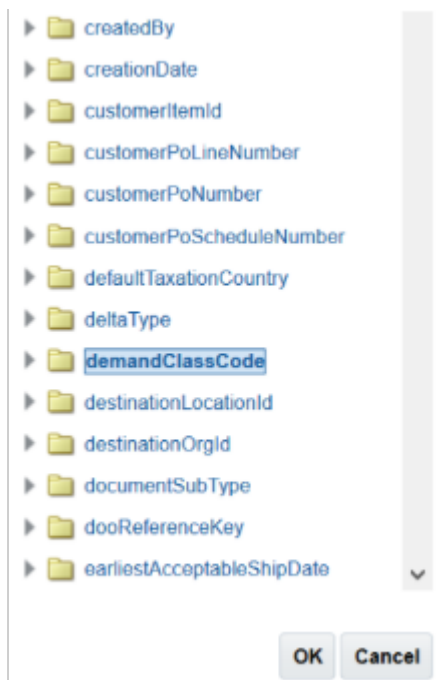 createdBy
creationDate
customerItemId
customerPoLineNumber
customerPoNumber
customerPoScheduleNumber
defaultTaxationCountry
deltaType
demandClassCode
destinationLocationId
destinationOrgId
documentSubType
dooReferenceKey
earliestAcceptableShipDate
OK Cancel